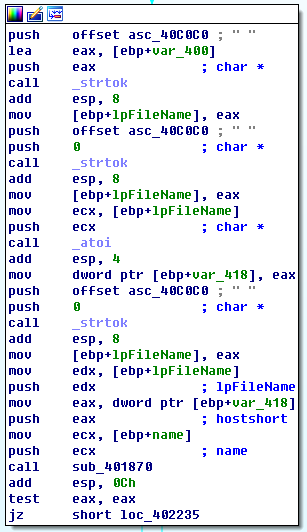 push offset asc_40C0C0 ; " "
lea eax, [ebp+var_400]
push eax ; char *
call _strtok
add esp, 8
mov [ebp+lpFileName], eax
push offset asc_40C0C0 ; " "
push 0 ; char *
call _strtok
add esp, 8
mov [ebp+lpFileName], eax
mov ecx, [ebp+lpFileName]
push ecx ; char *
call _atoi
add esp, 4
mov dword ptr [ebp+var_418], eax
push offset asc_40C0C0 ; " "
push 0 ; char *
call _strtok
add esp, 8
mov [ebp+lpFileName], eax
mov edx, [ebp+lpFileName]
push edx ; lpFileName
mov eax, dword ptr [ebp+var_418]
push eax ; hostshort
mov ecx, [ebp+name]
push ecx ; name
call sub_401870
add esp, 0Ch
test eax, eax
jz short loc_402235